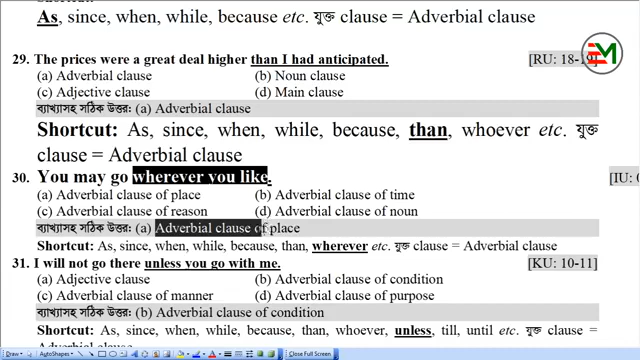 As, since, when, while, because etc. যুক্ত clause = Adverbial clause
EM
29. The prices were a great deal higher than I had anticipated. [RU: 18-19]
(a) Adverbial clause (b) Noun clause
(c) Adjective clause (d) Main clause
ব্যাখ্যাসহ সঠিক উত্তর: (a) Adverbial clause
Shortcut: As, since, when, while, because, than, whoever etc. যুক্ত
clause = Adverbial clause
30. You may go wherever you like. [IU:
(a) Adverbial clause of place (b) Adverbial clause of time
(c) Adverbial clause of reason (d) Adverbial clause of noun
ব্যাখ্যাসহ সঠিক উত্তর: (a) Adverbial clause of place
Shortcut: As, since, when, while, because, than, wherever etc. যুক্ত clause = Adverbial clause
31. I will not go there unless you go with me. [KU: 10-11]
(a) Adjective clause (b) Adverbial clause of condition
(c) Adverbial clause of manner (d) Adverbial clause of purpose
ব্যাখ্যাসহ সঠিক উত্তর: (b) Adverbial clause of condition
Shortcut: As, since, when, while, because, than, whoever, unless, till, until etc. যুক্ত clause =
Adverbial clause
Draw AutoShapes Close Full Screen